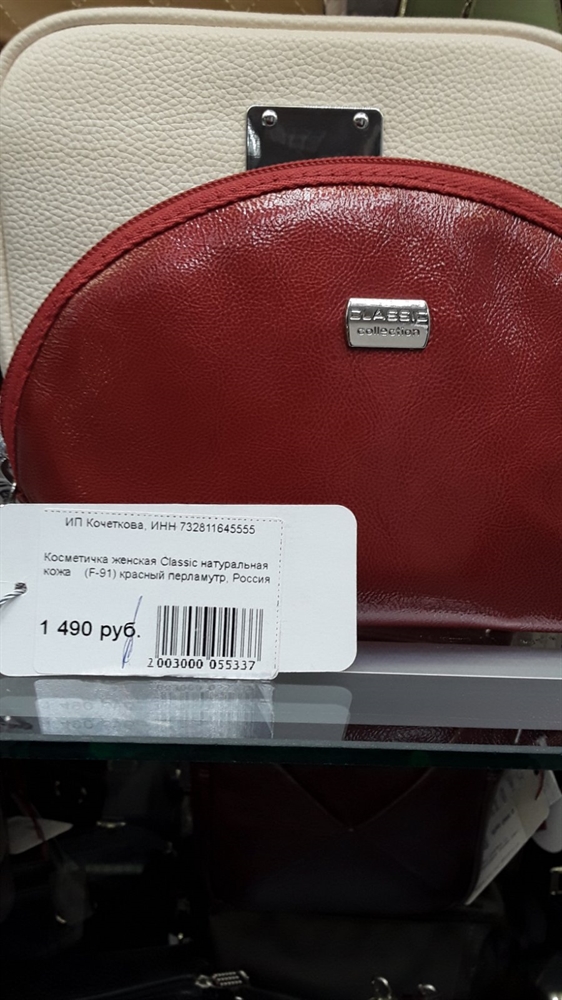 CLASSIC
collection
ИП Кочеткова, ИНН 732811645555
Косметичка женская Classic натуральная
кожа (F-91) красный перламутр, Россия
1 490 руб.
2003000 055337